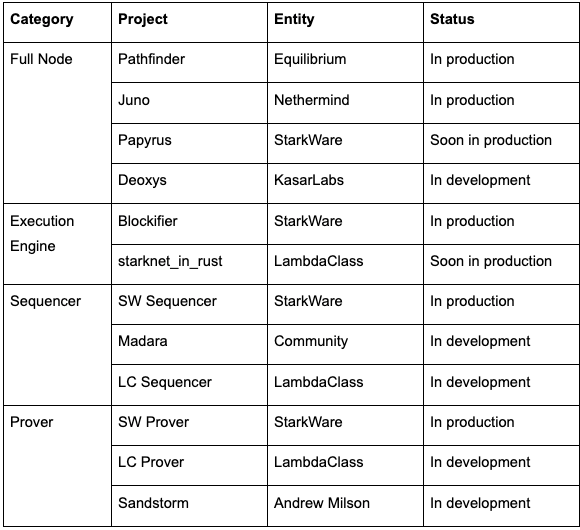 Category Project Entity Status
Full Node Pathfinder Equilibrium In production
Juno Nethermind In production
Papyrus StarkWare Soon in production
Deoxys KasarLabs In development
Execution Blockifier StarkWare In production
Engine
starknet_in_rust LambdaClass Soon in production
Sequencer SW Sequencer StarkWare In production
Madara Community In development
LC Sequencer LambdaClass In development
Prover SW Prover StarkWare In production
LC Prover LambdaClass In development
Sandstorm Andrew Milson In development